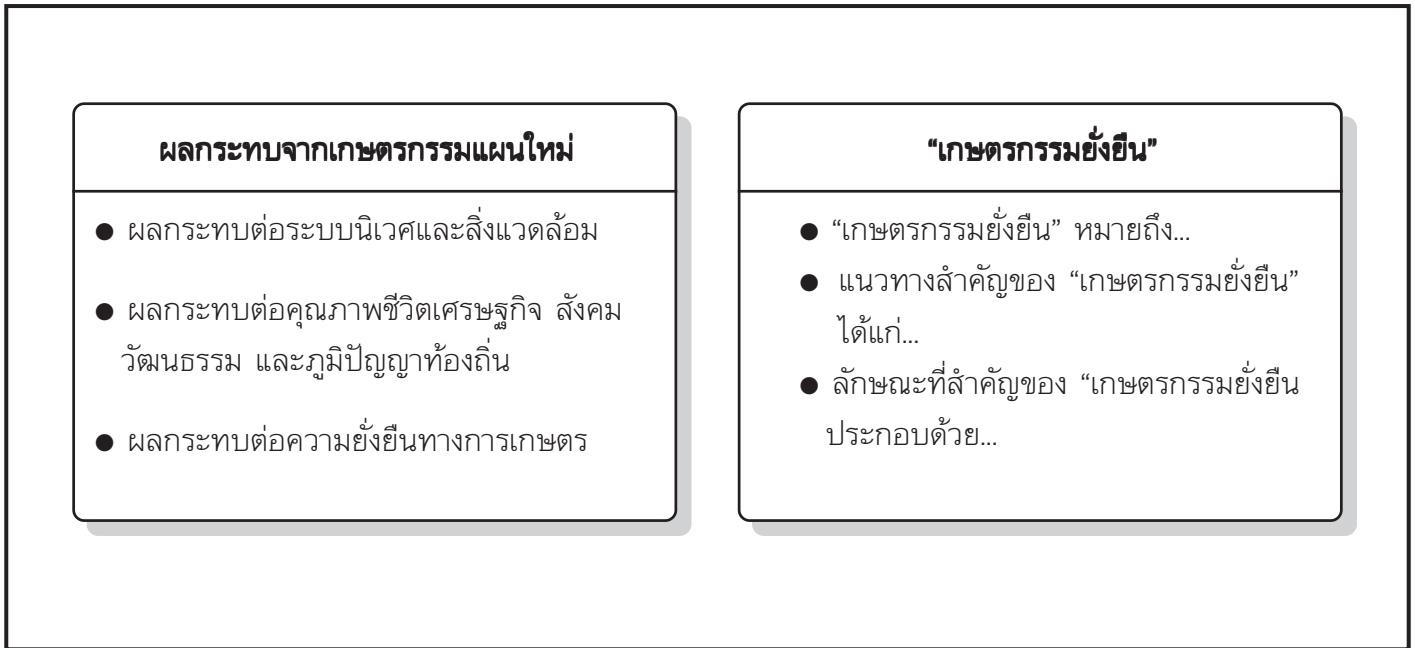 ผลกระทบจากเกษตรกรรมแผนใหม่
● ผลกระทบต่อระบบนิเวศและสิ่งแวดล้อม
● ผลกระทบต่อคุณภาพชีวิตเศรษฐกิจ สังคม
วัฒนธรรม และภูมิปัญญาท้องถิ่น
● ผลกระทบต่อความยั่งยืนทางการเกษตร
“เกษตรกรรมยั่งยืน”
● “เกษตรกรรมยั่งยืน” หมายถึง...
● แนวทางสำคัญของ “เกษตรกรรมยั่งยืน”
ได้แก่...
● ลักษณะที่สำคัญของ “เกษตรกรรมยั่งยืน
ประกอบด้วย...